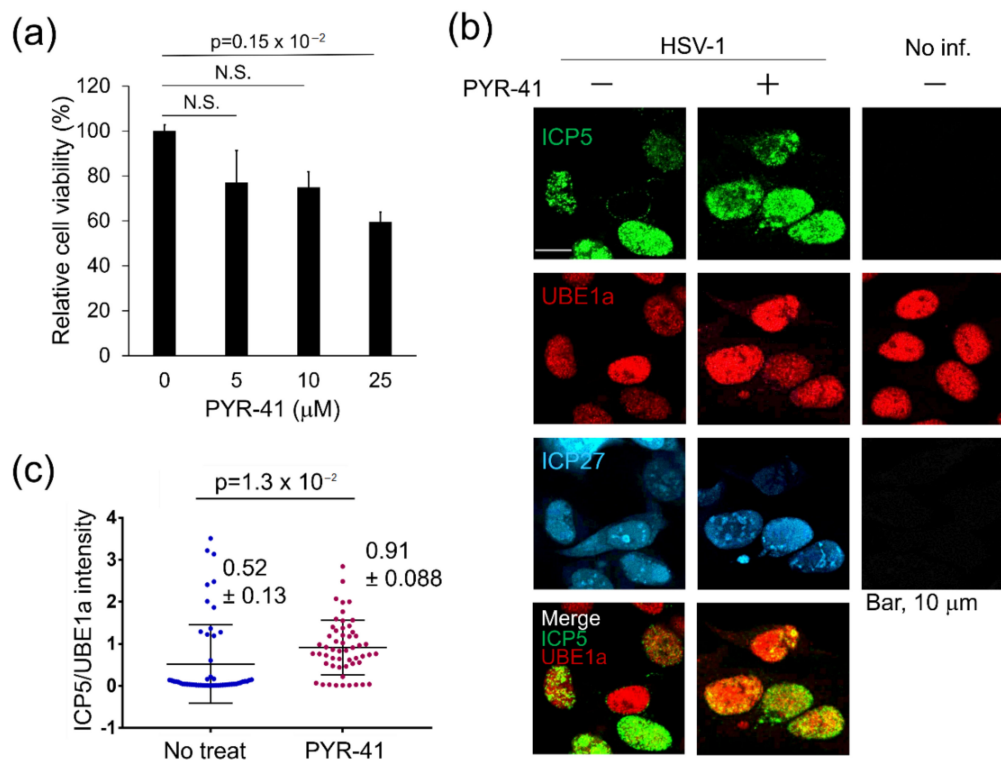 (a)
p=0.15 x 10⁻²
N.S.
N.S.
Relative cell viability (%)
120
100
80
60
40
20
0
0 5 10 25
PYR-41 (μM)
(b)
HSV-1 No inf.
PYR-41 − + −
ICP5
UBE1a
ICP27
Bar, 10 μm
Merge
ICP5
UBE1a
(c)
p=1.3 x 10⁻²
ICP5/UBE1a intensity
4
3
2
1
0
-1
0.52
± 0.13
0.91
± 0.088
No treat PYR-41